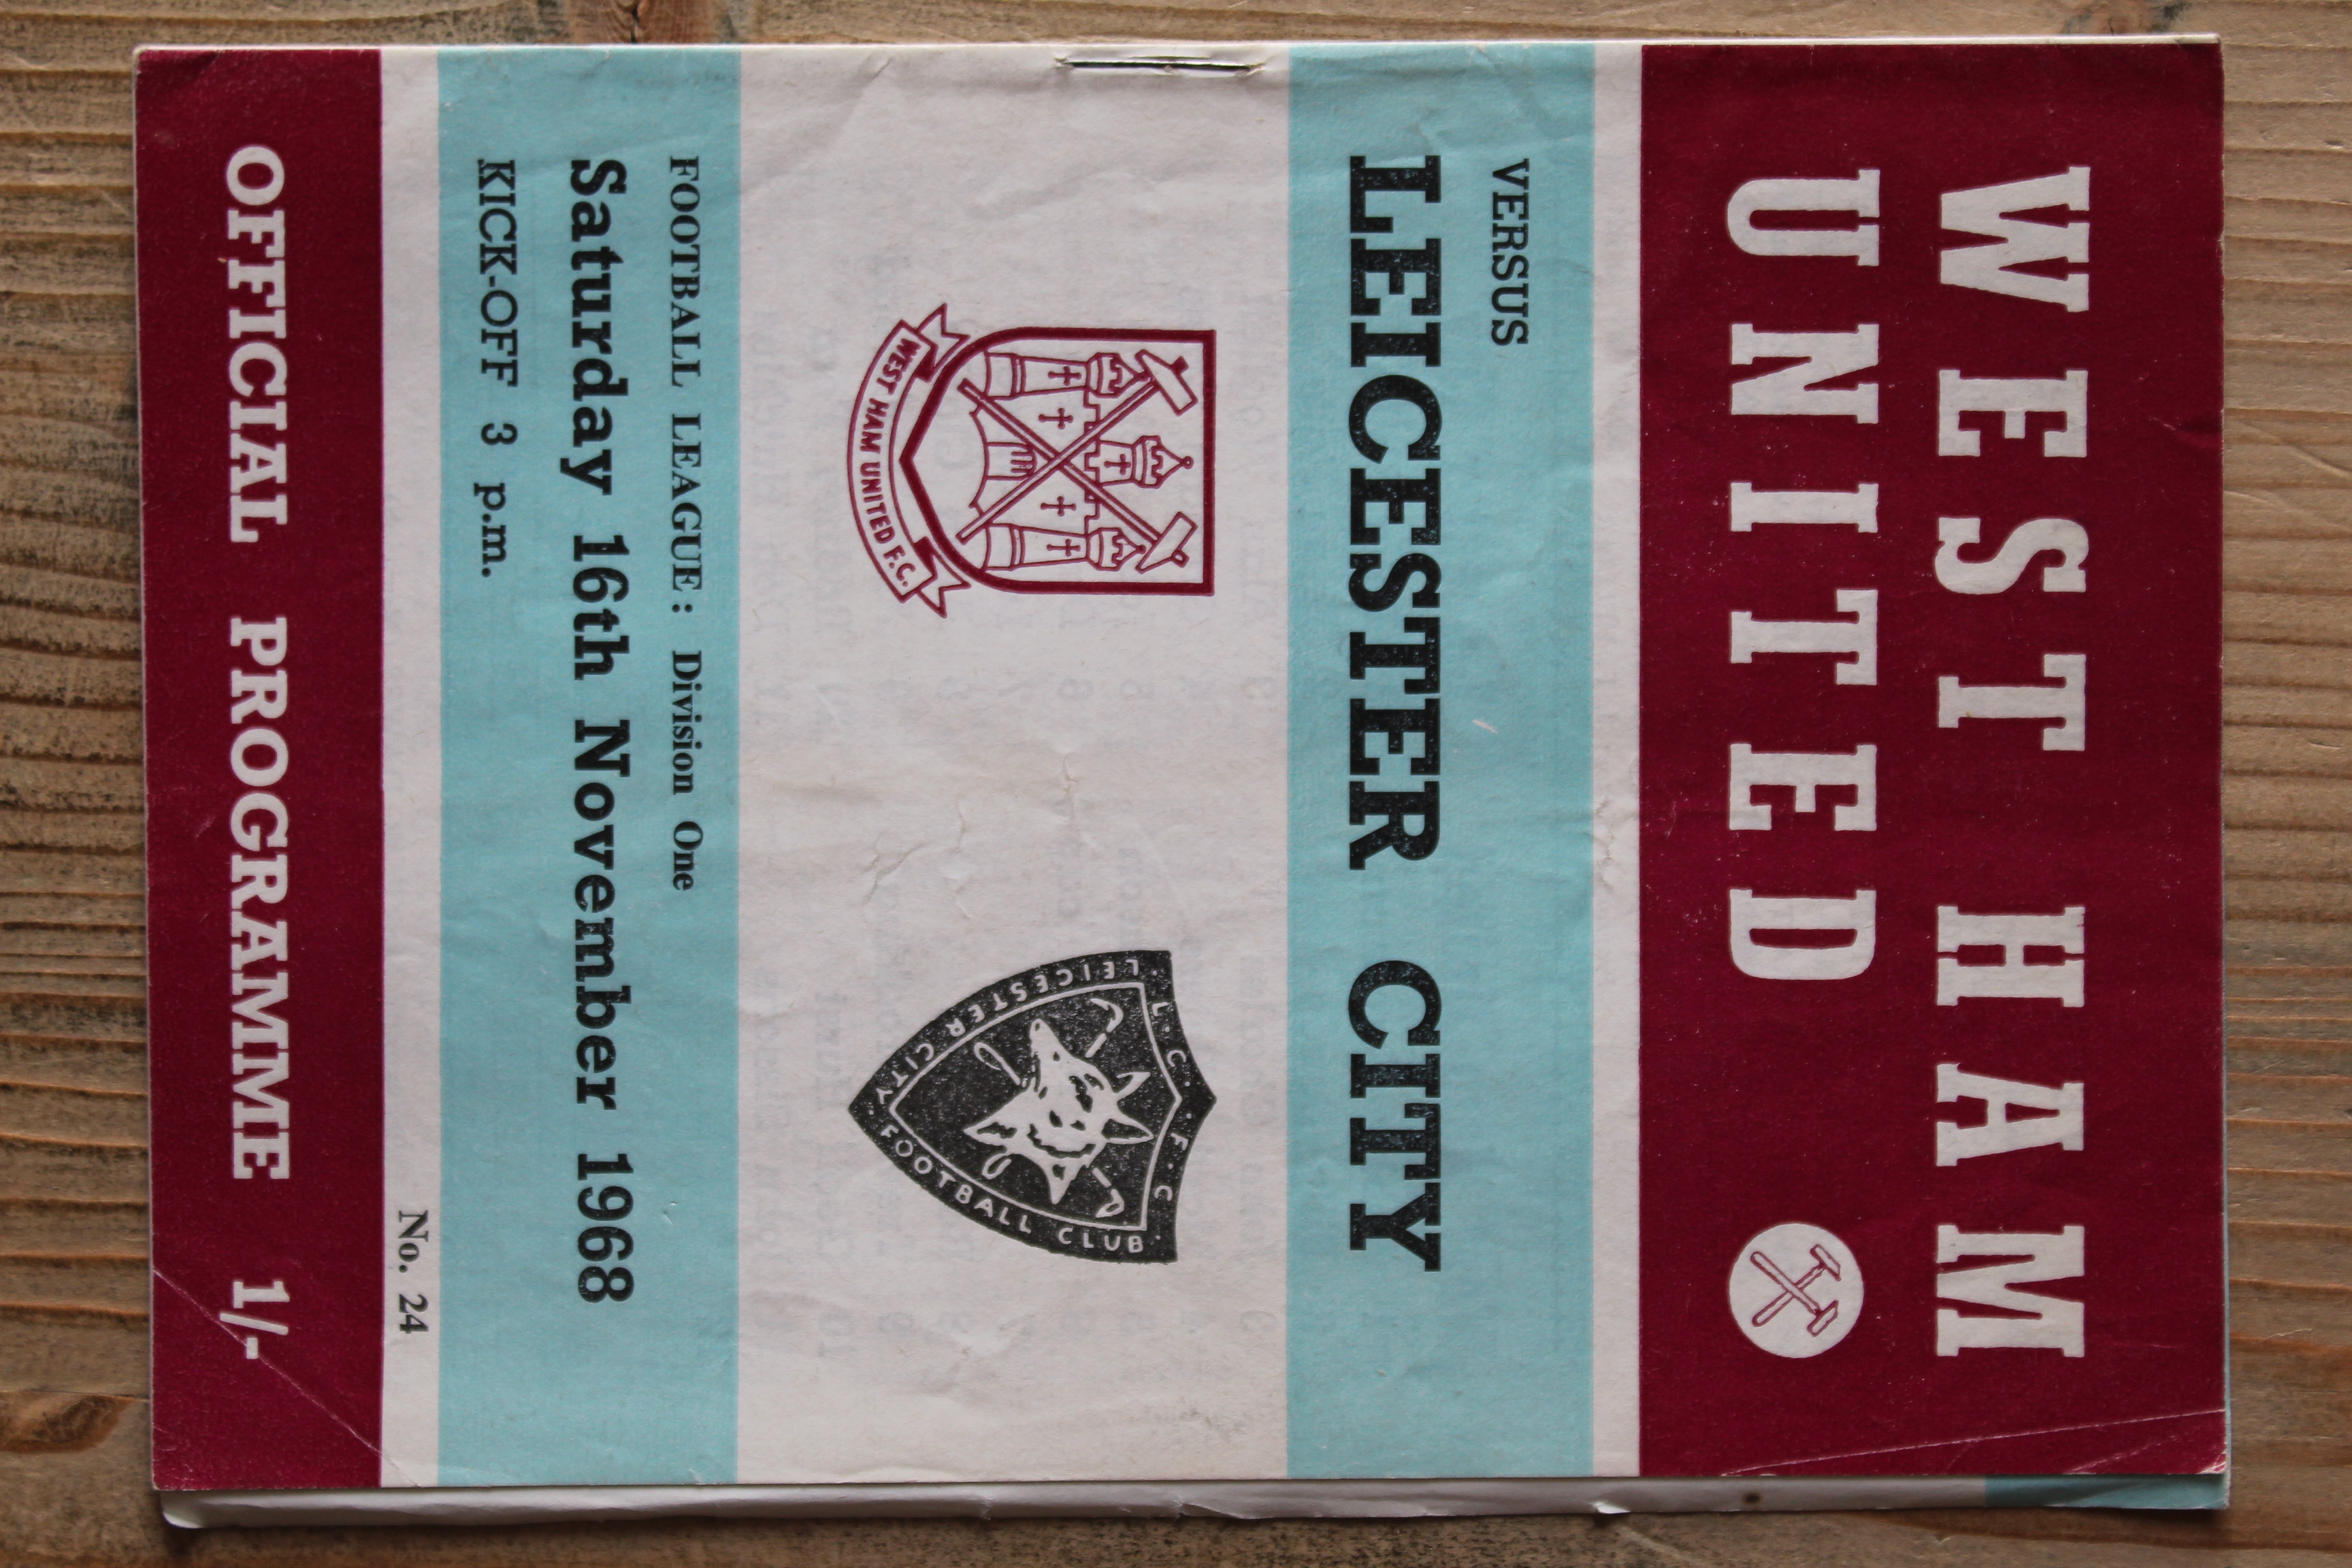 WEST HAM
UNITED
VERSUS
LEICESTER CITY
WEST HAM UNITED F.C.
L.C.F.C.
LEICESTER CITY FOOTBALL CLUB
FOOTBALL LEAGUE: Division One
Saturday 16th November 1968
KICK-OFF 3 p.m.
No. 24
OFFICIAL PROGRAMME 1/-